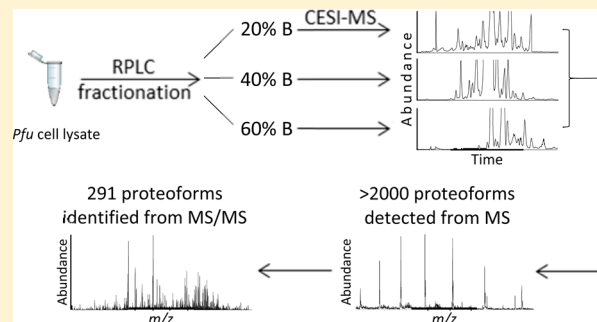 20% B
CESI-MS
RPLC
fractionation
40% B
60% B
Pfu cell lysate
Abundance
Time
291 proteoforms
identified from MS/MS
>2000 proteoforms
detected from MS
Abundance
m/z
Abundance
m/z